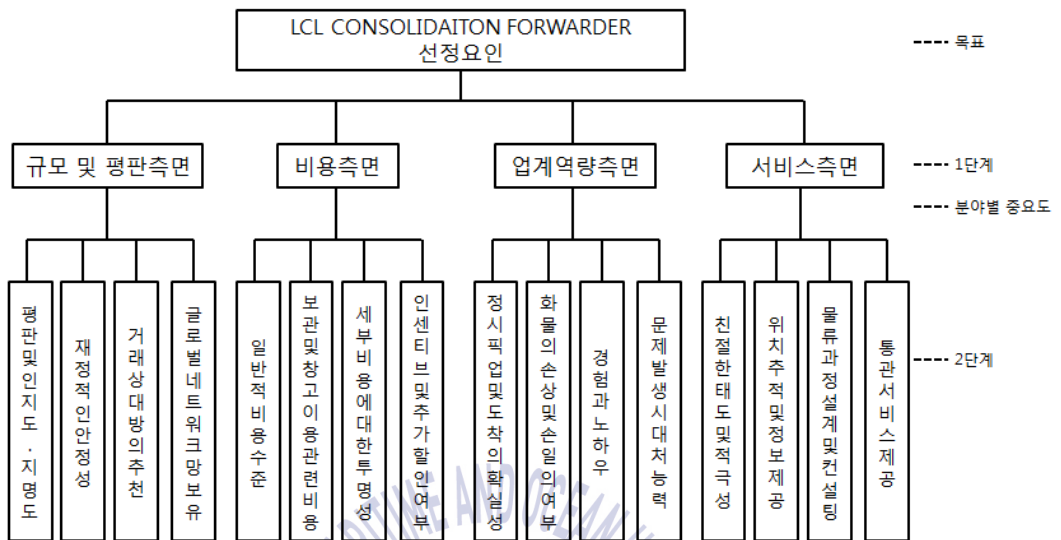 LCL CONSOLIDAITON FORWARDER
선정요인
---- 목표
규모 및 평판측면
비용측면
업계역량측면
서비스측면
---- 1단계
---- 분야별 중요도
평판및인지도.지명도
재정적인안정성
거래상대방의추천
글로벌네트워크망보유
일반적비용수준
보관및창고이용관련비용
세부비용에대한투명성
인센티브및추가할인여부
정시픽업및도착의확실성
화물의손상및손일의여부
경험과노하우
문제발생시대처능력
친절한태도및적극성
위치추적및정보제공
물류과정설계및컨설팅
통관서비스제공
---- 2단계
AND OCEAN